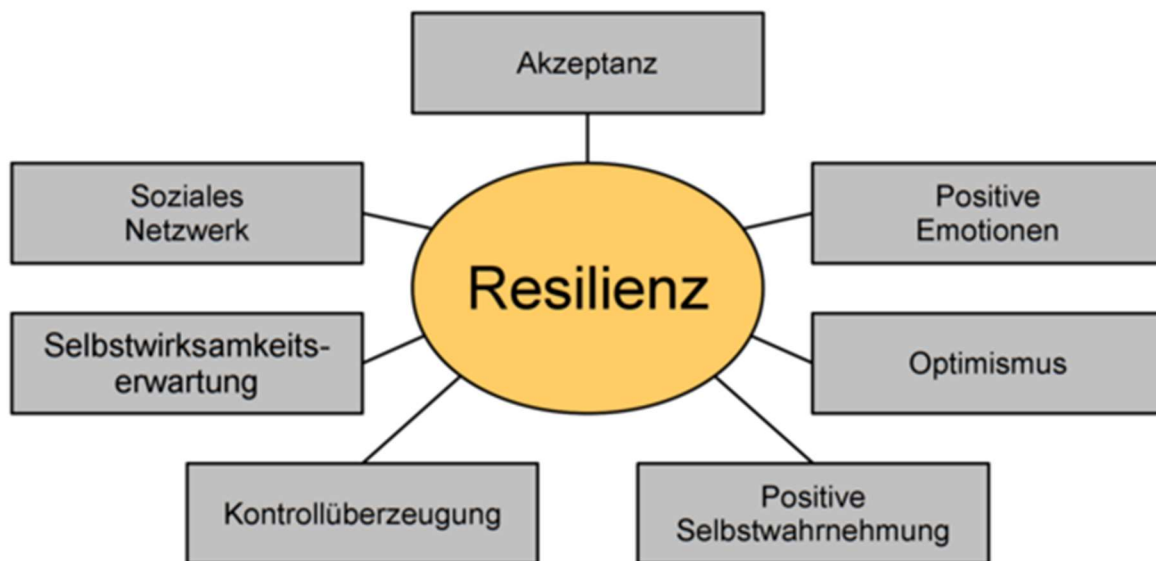 Akzeptanz
Soziales
Netzwerk
Positive
Emotionen
Resilienz
Selbstwirksamkeits-
erwartung
Optimismus
Kontrollüberzeugung
Positive
Selbstwahrnehmung